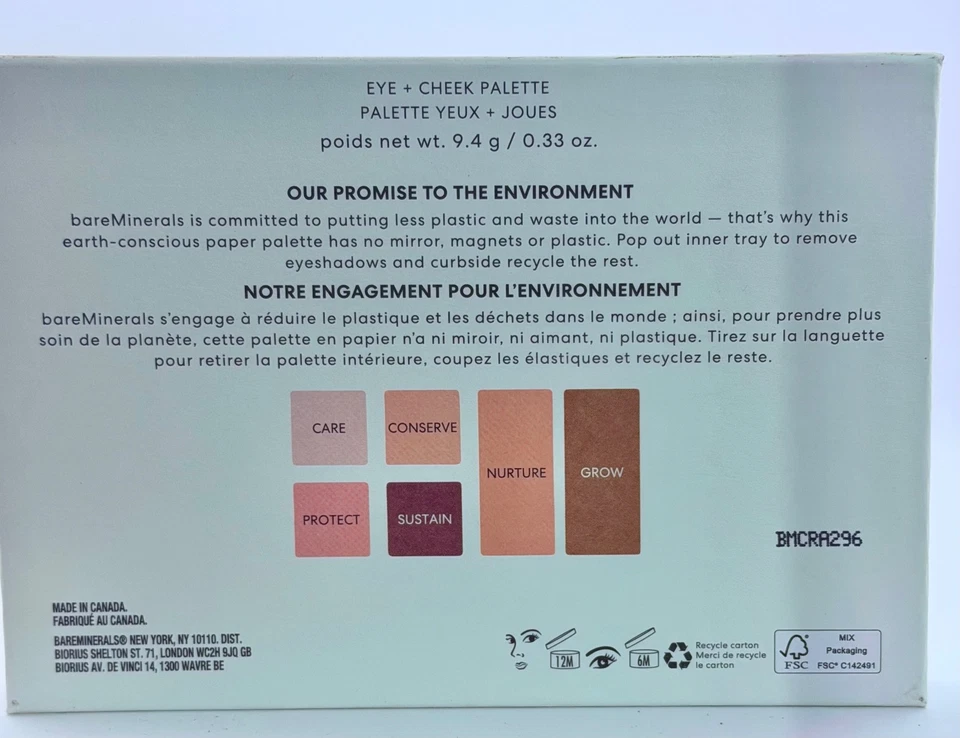 EYE + CHEEK PALETTE
PALETTE YEUX + JOUES
poids net wt. 9.4 g / 0.33 oz.
OUR PROMISE TO THE ENVIRONMENT
bareMinerals is committed to putting less plastic and waste into the world — that's why this
earth-conscious paper palette has no mirror, magnets or plastic. Pop out inner tray to remove
eyeshadows and curbside recycle the rest.
NOTRE ENGAGEMENT POUR L'ENVIRONNEMENT
bareMinerals s'engage à réduire le plastique et les déchets dans le monde ; ainsi, pour prendre plus
soin de la planète, cette palette en papier n'a ni miroir, ni aimant, ni plastique. Tirez sur la languette
pour retirer la palette intérieure, coupez les élastiques et recyclez le reste.
CARE
CONSERVE
NURTURE
GROW
PROTECT
SUSTAIN
BMCRA296
MADE IN CANADA.
FABRIQUÉ AU CANADA.
BAREMINERALS® NEW YORK, NY 10110. DIST.
BIORIUS SHELTON ST. 71, LONDON WC2H 9JQ GB
BIORIUS AV. DE VINCI 14, 1300 WAVRE BE
12M
6M
Recycle carton
Merci de recycler
le carton
FSC
MIX
Packaging
FSC® C142491